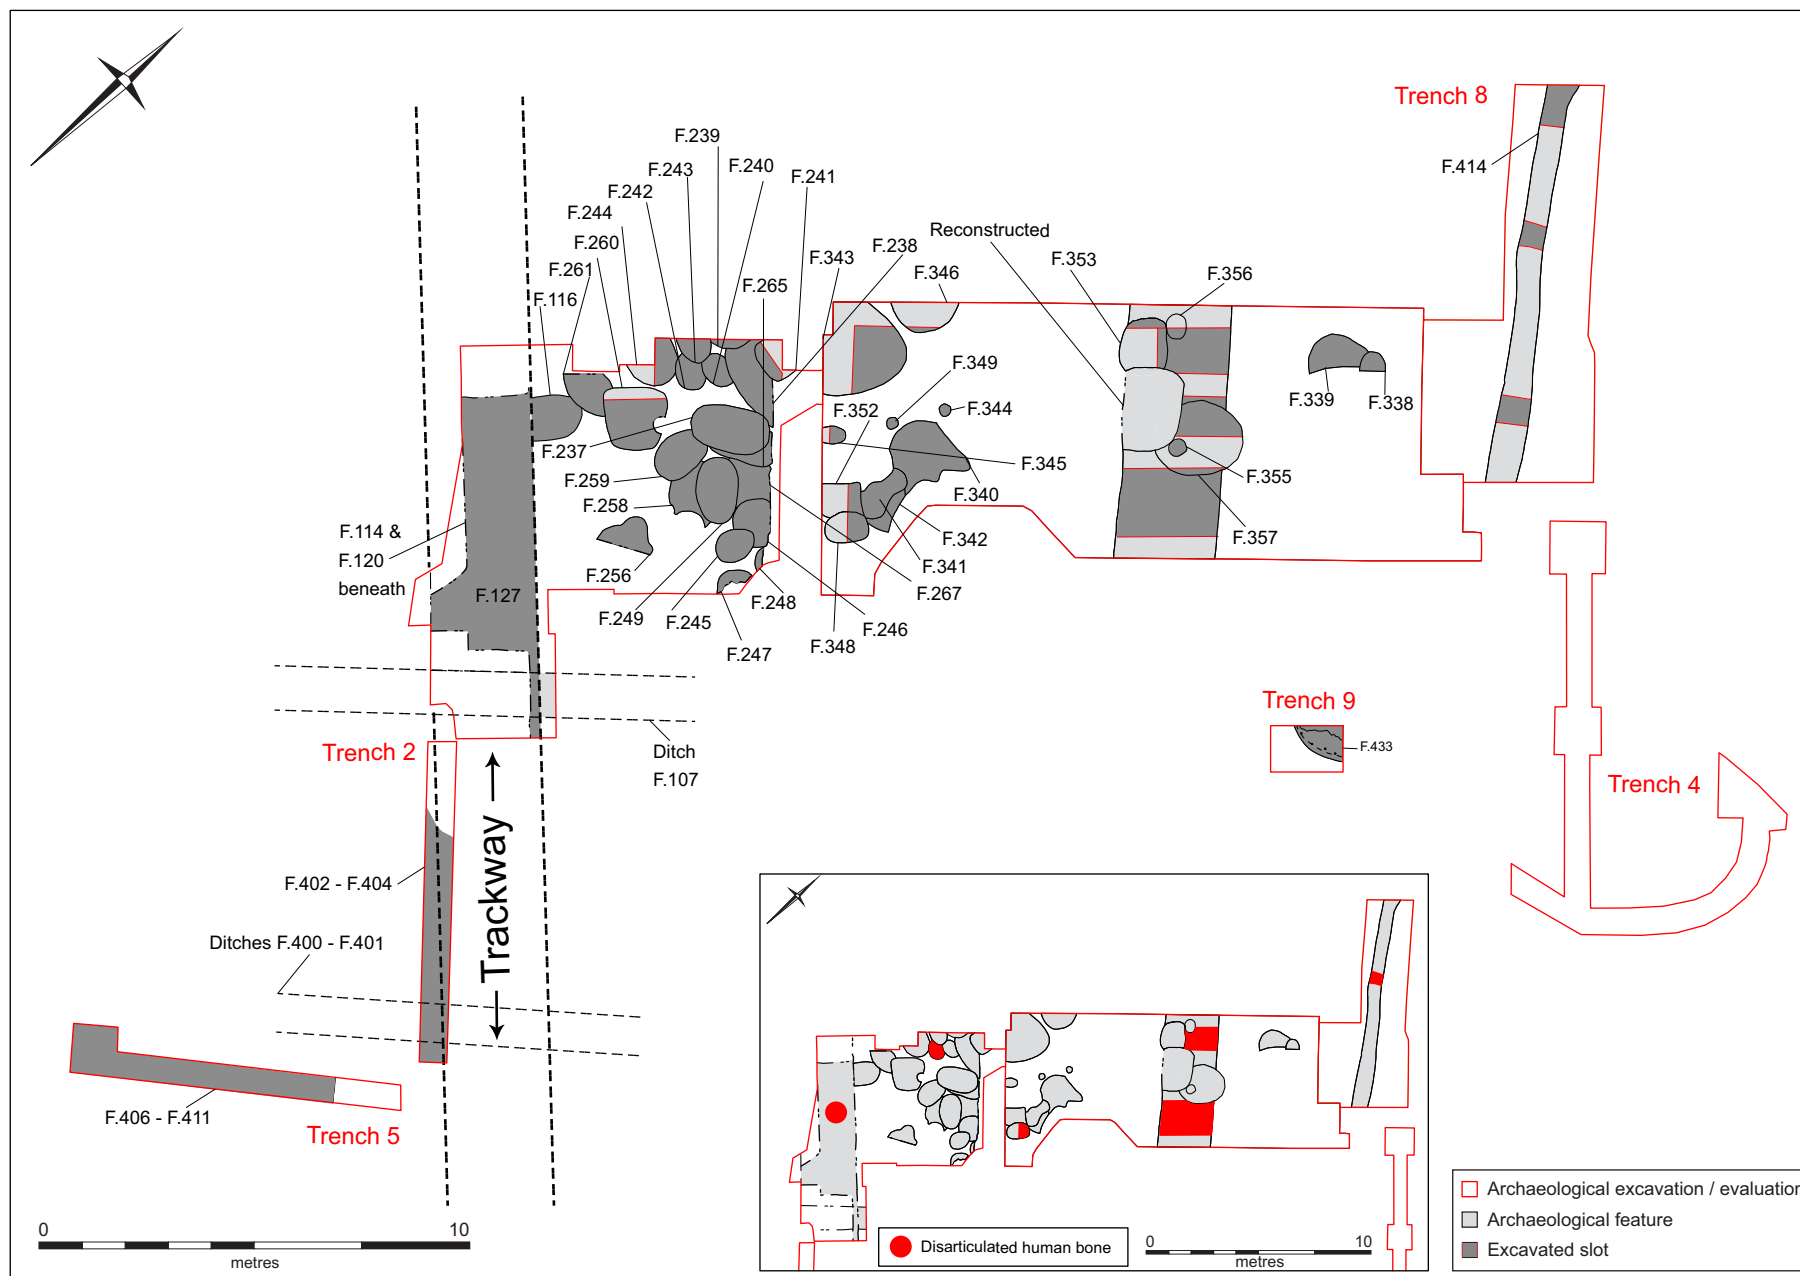 Trench 8
F.239
F.243
F.240
F.241
F.242
F.414
F.244
F.260
Reconstructed
F.238
F.343
F.353
F.261
F.346
F.356
F.265
F.116
F.349
F.352
F.344
F.339
F.338
F.237
F.345
F.259
F.355
F.340
F.258
F.357
F.114 &
F.120
beneath
F.342
F.341
F.256
F.127
F.267
F.248
F.249
F.245
F.246
F.348
F.247
Trench 9
Trench 2
Ditch
F.107
F.433
Trench 4
Trackway
F.402 - F.404
Ditches F.400 - F.401
F.406 - F.411
Trench 5
0 10
metres
Disarticulated human bone
0 10
metres
Archaeological excavation / evaluation
Archaeological feature
Excavated slot